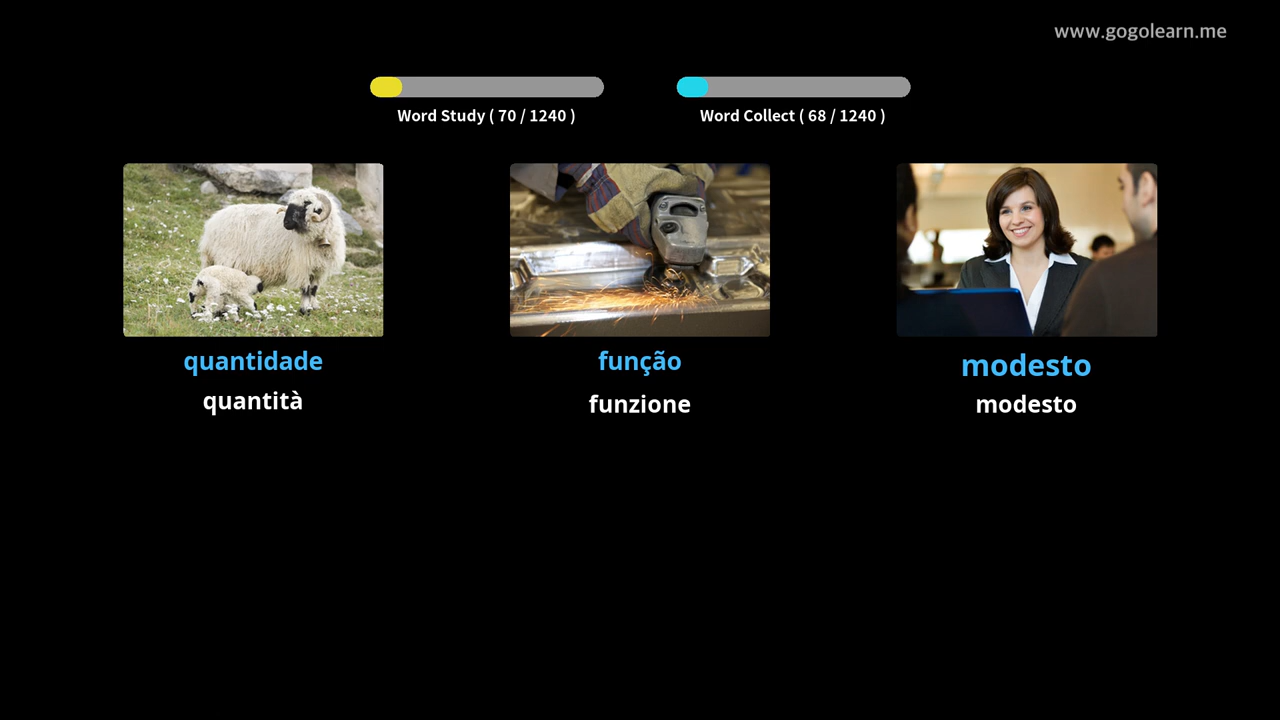 www.gogolearn.me
Word Study ( 70 / 1240 )
Word Collect ( 68 / 1240 )
quantidade
quantità
função
funzione
modesto
modesto